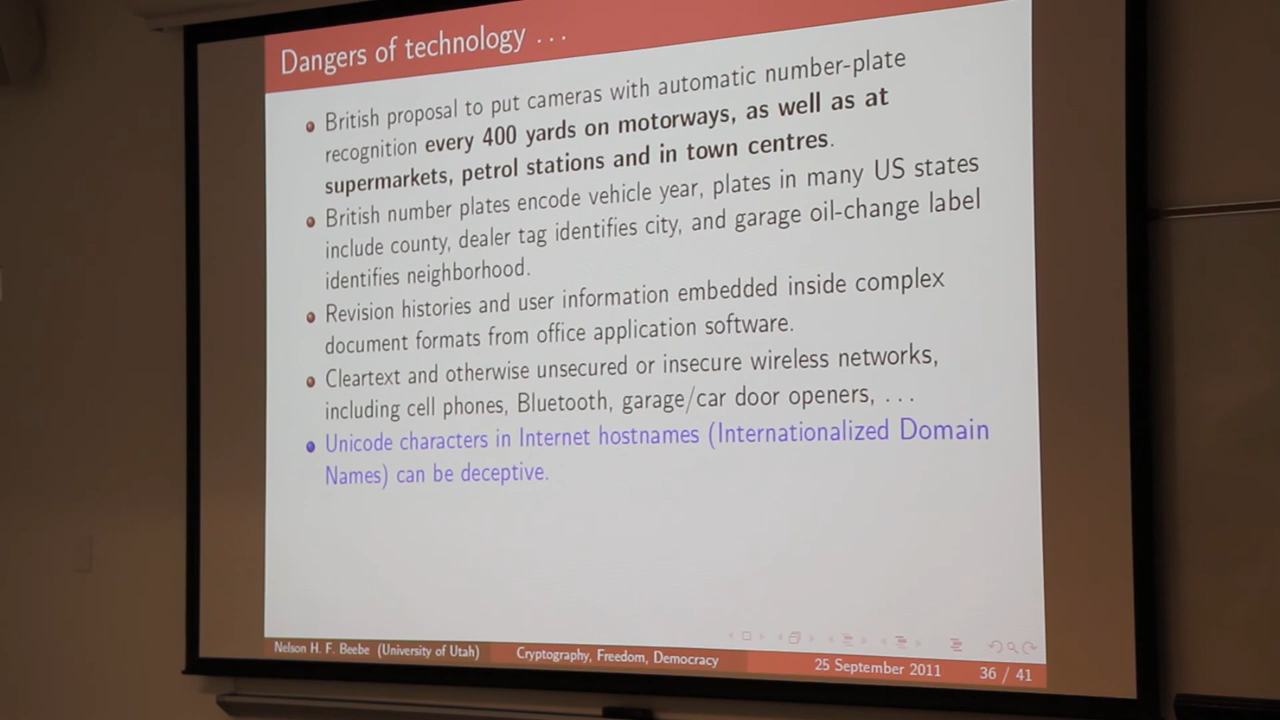 Dangers of technology . . .
British proposal to put cameras with automatic number-plate
recognition every 400 yards on motorways, as well as at
supermarkets, petrol stations and in town centres.
British number plates encode vehicle year, plates in many US states
include county, dealer tag identifies city, and garage oil-change label
identifies neighborhood.
Revision histories and user information embedded inside complex
document formats from office application software.
Cleartext and otherwise unsecured or insecure wireless networks,
including cell phones, Bluetooth, garage/car door openers, . . .
Unicode characters in Internet hostnames (Internationalized Domain
Names) can be deceptive.
Nelson H. F. Beebe (University of Utah) Cryptography, Freedom, Democracy 25 September 2011 36 / 41